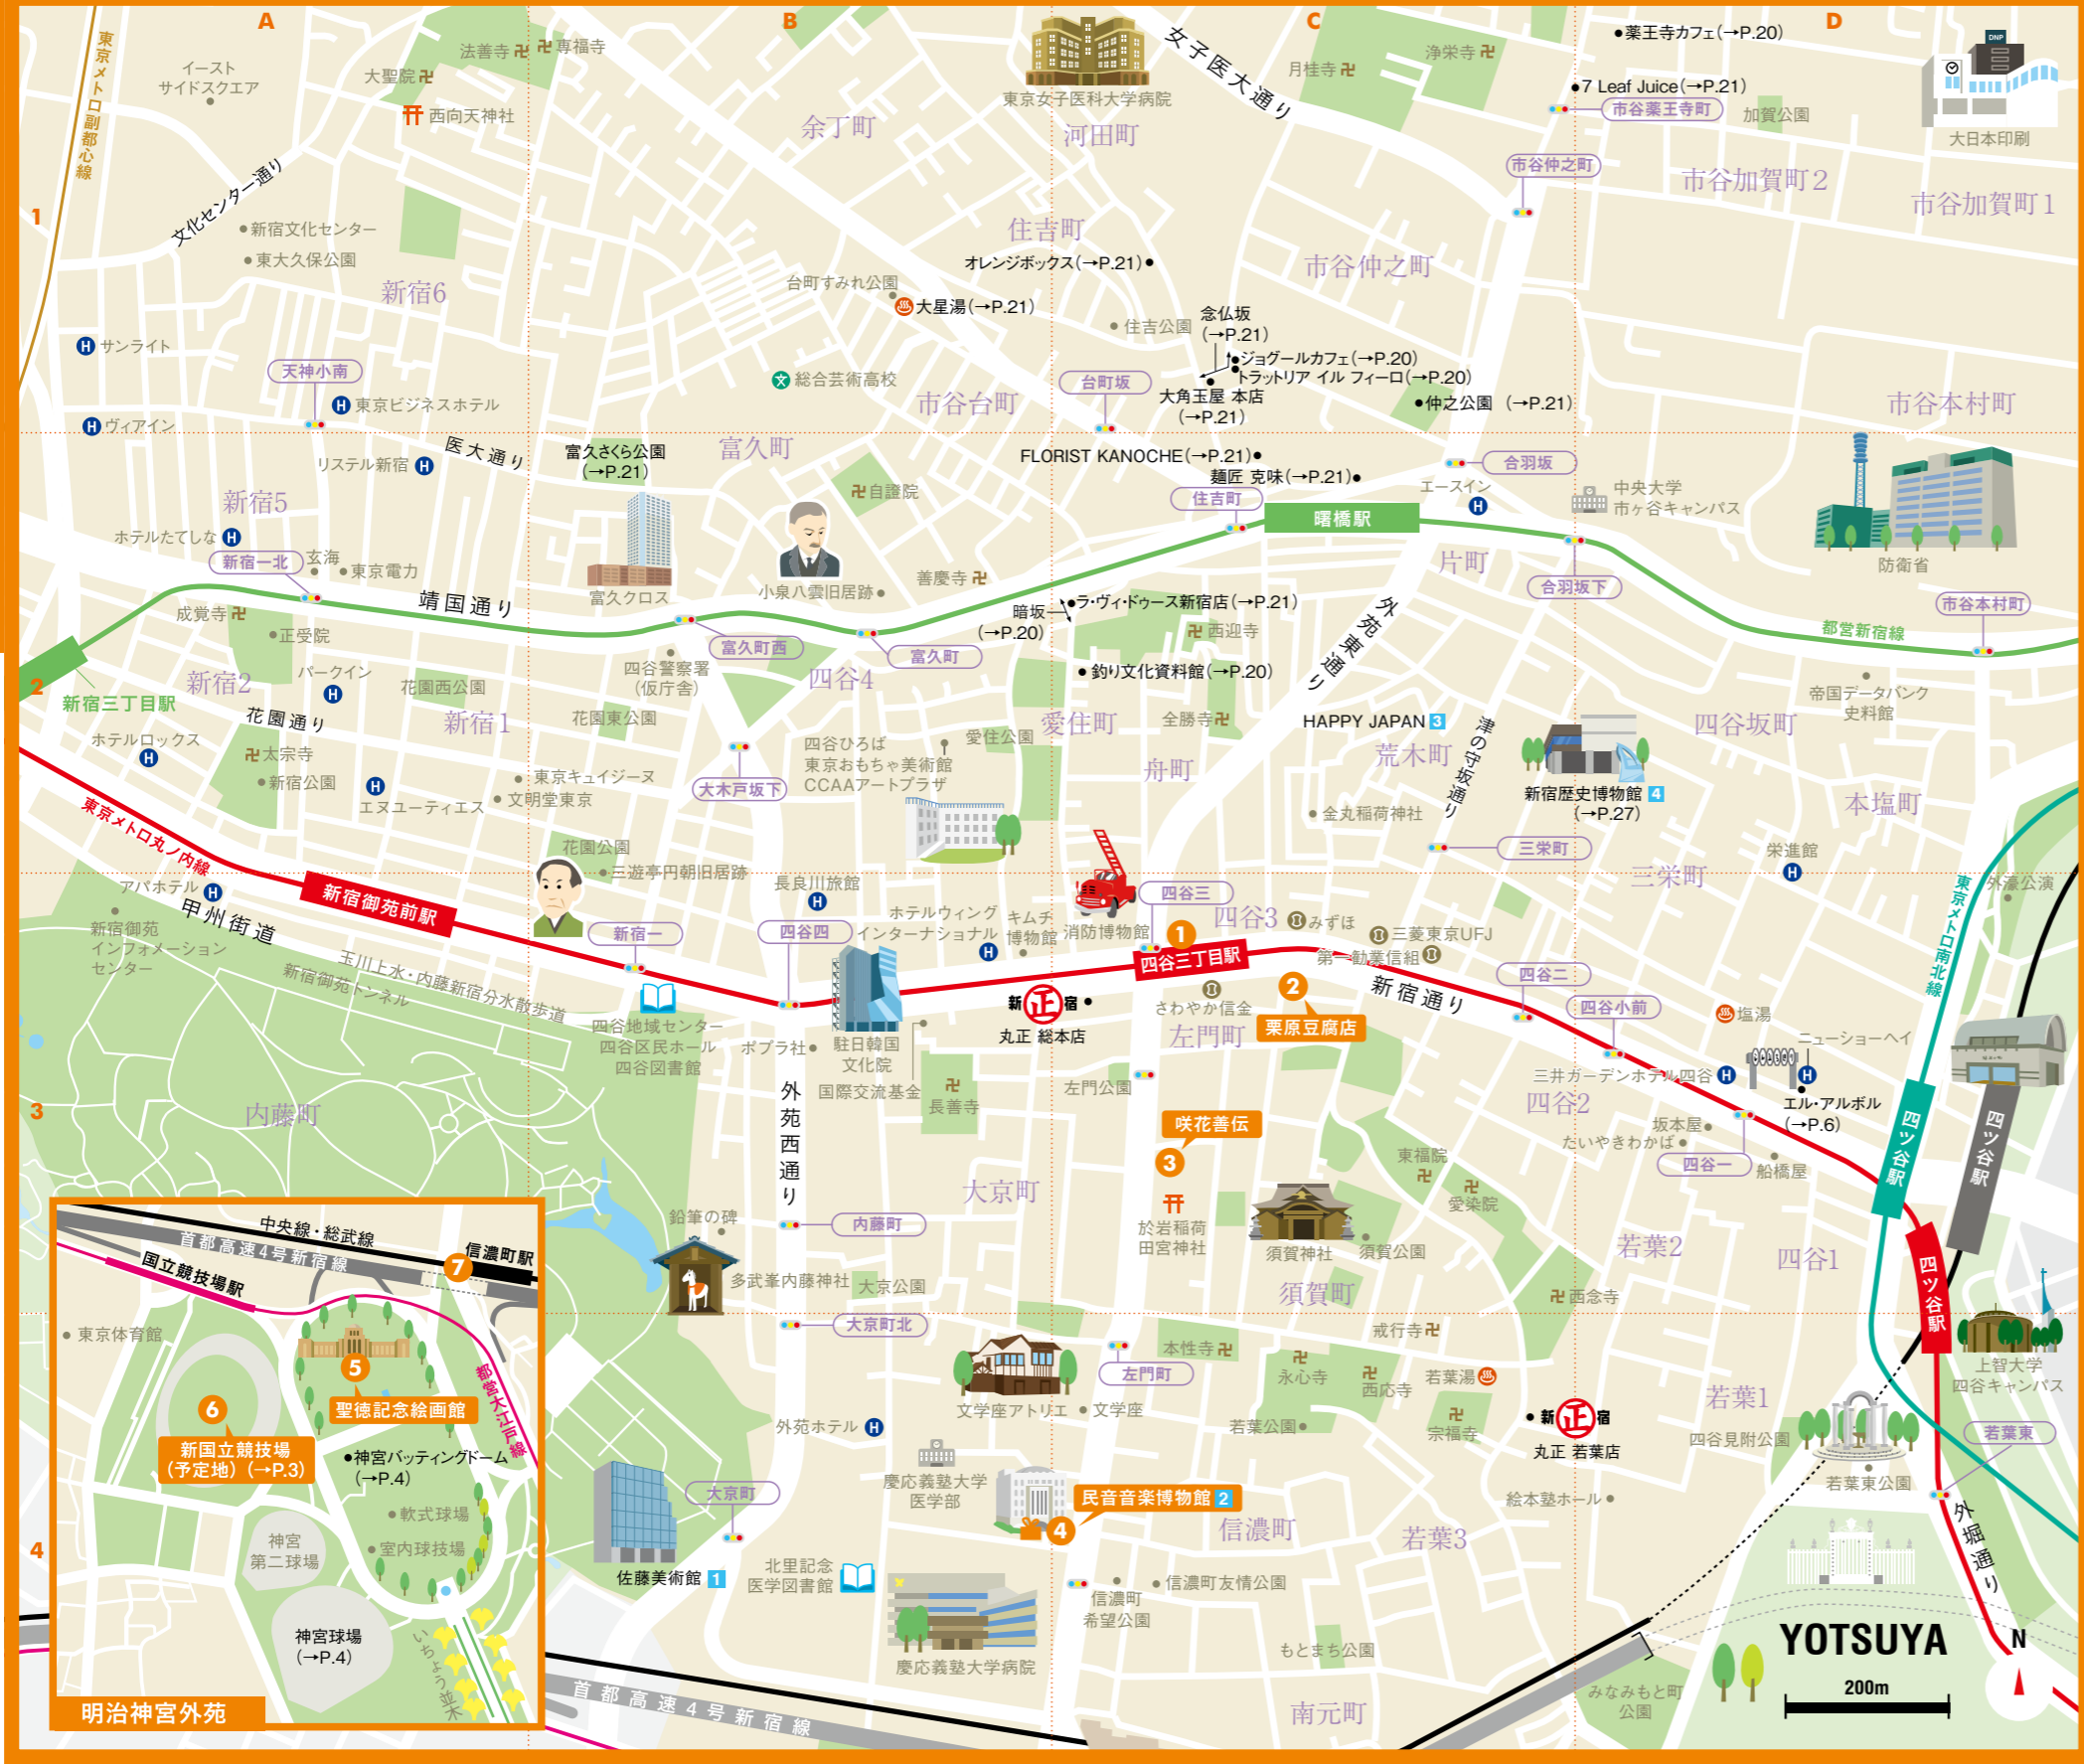 A
B
C
D
1
2
3
4
東京メトロ副都心線
イースト
サイドスクエア
法善寺
専福寺
大聖院
西向天神社
文化センター通り
新宿文化センター
東大久保公園
新宿6
サンライト
天神小南
東京ビジネスホテル
ヴィアイン
余丁町
東京女子医科大学病院
河田町
女子医大通り
月桂寺
浄栄寺
薬王寺カフェ(→P.20)
7 Leaf Juice(→P.21)
市谷薬王寺町
加賀公園
DNP
大日本印刷
市谷仲之町
市谷加賀町2
市谷加賀町1
住吉町
オレンジボックス(→P.21)
市谷仲之町
台町すみれ公園
大星湯(→P.21)
住吉公園
念仏坂
(→P.21)
ジョグールカフェ(→P.20)
トラットリア イル フィーロ(→P.20)
大角玉屋 本店
(→P.21)
仲之公園 (→P.21)
総合芸術高校
市谷台町
台町坂
市谷本村町
リステル新宿
医大通り
富久さくら公園
(→P.21)
富久町
FLORIST KANOCHE(→P.21)
麺匠 克味(→P.21)
住吉町
曙橋駅
合羽坂
エースイン
中央大学
市ヶ谷キャンパス
新宿5
自證院
ホテルたてしな
新宿一北
玄海
東京電力
富久クロス
小泉八雲旧居跡
善慶寺
片町
合羽坂下
防衛省
市谷本村町
都営新宿線
靖国通り
成覚寺
正受院
富久町西
富久町
暗坂
(→P.20)
ラ・ヴィ・ドゥース新宿店(→P.21)
西迎寺
外苑東通り
新宿三丁目駅
新宿2
パークイン
花園西公園
四谷警察署
(仮庁舎)
四谷4
釣り文化資料館(→P.20)
帝国データバンク
史料館
花園通り
新宿1
花園東公園
愛住町
全勝寺
HAPPY JAPAN 3
荒木町
津の守坂通り
四谷坂町
ホテルロックス
太宗寺
新宿公園
エヌユーティエス
東京キュイジーヌ
文明堂東京
大木戸坂下
四谷ひろば
東京おもちゃ美術館
CCAAアートプラザ
愛住公園
舟町
金丸稲荷神社
新宿歴史博物館 4
(→P.27)
本塩町
東京メトロ丸ノ内線
花園公園
三遊亭円朝旧居跡
三栄町
三栄町
栄進館
アパホテル
甲州街道
新宿御苑前駅
新宿御苑
インフォメーション
センター
玉川上水・内藤新宿分水散歩道
新宿御苑トンネル
新宿一
長良川旅館
四谷四
ホテルウィング
インターナショナル
キムチ
博物館
消防博物館
四谷三
1
四谷三丁目駅
四谷3
みずほ
三菱東京UFJ
第一勧業信組
東京メトロ南北線
外濠公演
四谷地域センター
四谷区民ホール
四谷図書館
ポプラ社
駐日韓国
文化院
国際交流基金
新 正 宿
丸正 総本店
さわやか信金
2
栗原豆腐店
左門町
新宿通り
四谷二
四谷小前
塩湯
ニューショーヘイ
三井ガーデンホテル四谷
四谷2
エル・アルボル
(→P.6)
四ツ谷駅
四ツ谷駅
内藤町
外苑西通り
長善寺
左門公園
咲花善伝
3
坂本屋
たいやきわかば
四谷一
船橋屋
東福院
愛染院
大京町
内藤町
於岩稲荷
田宮神社
須賀神社
須賀公園
若葉2
四谷1
四ツ谷駅
鉛筆の碑
多武峯内藤神社
大京公園
須賀町
西念寺
中央線・総武線
首都高速4号新宿線
信濃町駅
7
国立競技場駅
東京体育館
5
聖徳記念絵画館
都営大江戸線
6
新国立競技場
(予定地)(→P.3)
神宮バッティングドーム
(→P.4)
軟式球場
神宮
第二球場
室内球技場
神宮球場
(→P.4)
いちょう並木
明治神宮外苑
大京町北
文学座アトリエ
文学座
左門町
本性寺
戒行寺
永心寺
西応寺
若葉湯
若葉公園
宗福寺
新 正 宿
丸正 若葉店
若葉1
四谷見附公園
若葉東公園
上智大学
四谷キャンパス
若葉東
外苑ホテル
慶応義塾大学
医学部
大京町
佐藤美術館 1
北里記念
医学図書館
民音音楽博物館 2
4
信濃町
若葉3
絵本塾ホール
外堀通り
信濃町
希望公園
信濃町友情公園
慶応義塾大学病院
もとまち公園
南元町
みなみもと町
公園
首都高速4号新宿線
YOTSUYA
200m
N